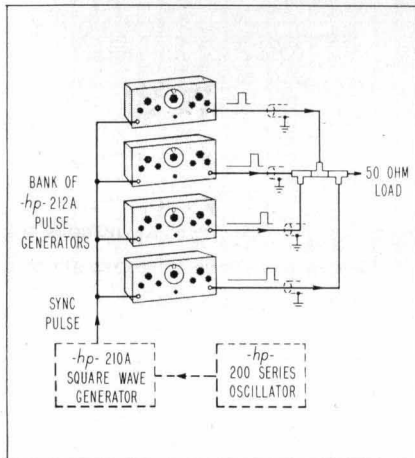 BANK OF
-hp- 212A
PULSE
GENERATORS
50 OHM
LOAD
SYNC
PULSE
-hp- 210A
SQUARE WAVE
GENERATOR
-hp-
200 SERIES
OSCILLATOR